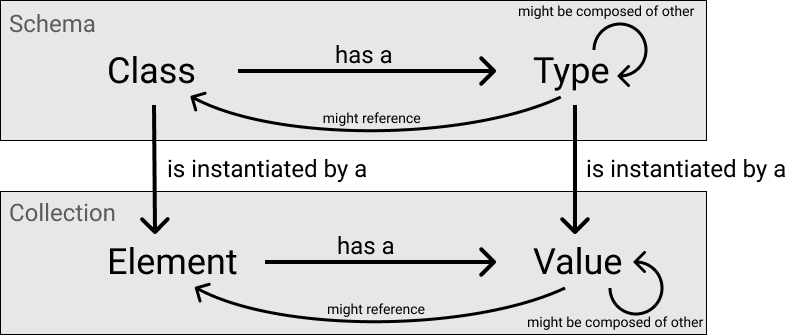 might be composed of other
Schema
has a
Class
Type
might reference
is instantiated by a
is instantiated by a
Collection
has a
Element
Value
might reference
might be composed of other